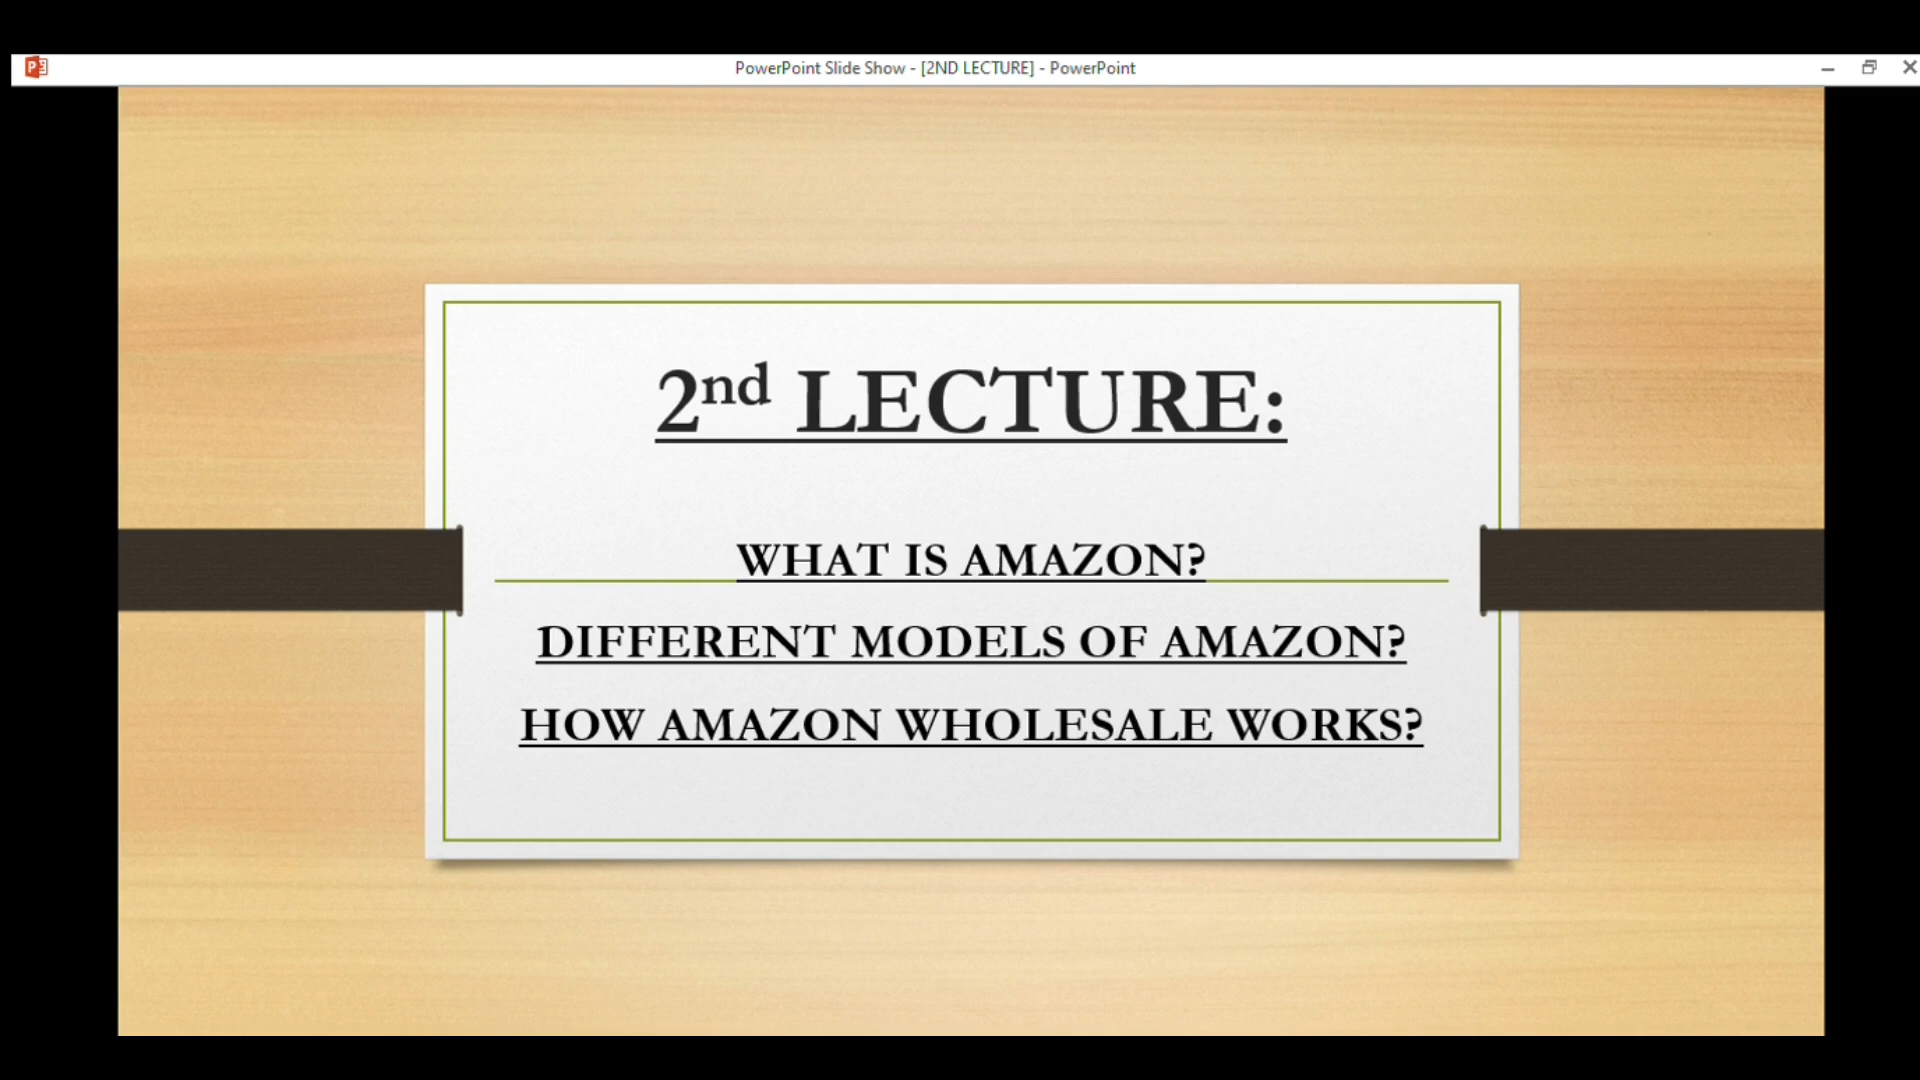 PowerPoint Slide Show - [2ND LECTURE] - PowerPoint
2nd LECTURE:
WHAT IS AMAZON?
DIFFERENT MODELS OF AMAZON?
HOW AMAZON WHOLESALE WORKS?